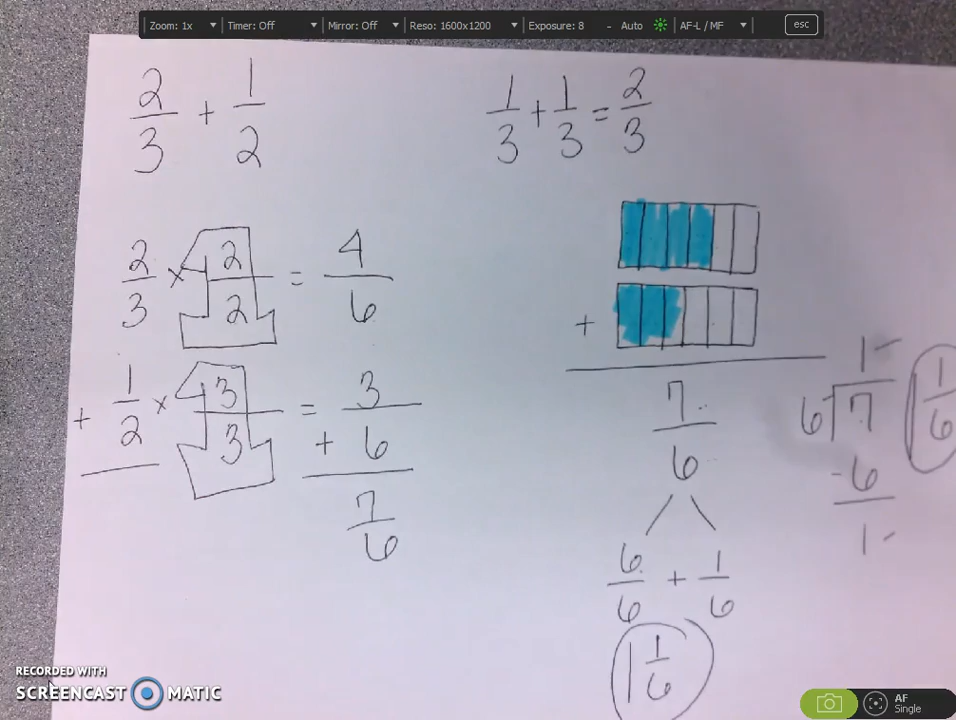 Zoom: 1x Timer: Off Mirror: Off Reso: 1600x1200 Exposure: 8 - Auto AF-L / MF esc
2/3 + 1/2
1/3 + 1/3 = 2/3
2/3 × 2/2 = 4/6
+ 1/2 × 3/3 = + 3/6
7/6
+
7/6
6/6 + 1/6
1 1/6
1
6 7
-6
1
1/6
RECORDED WITH
SCREENCAST MATIC
AF
Single